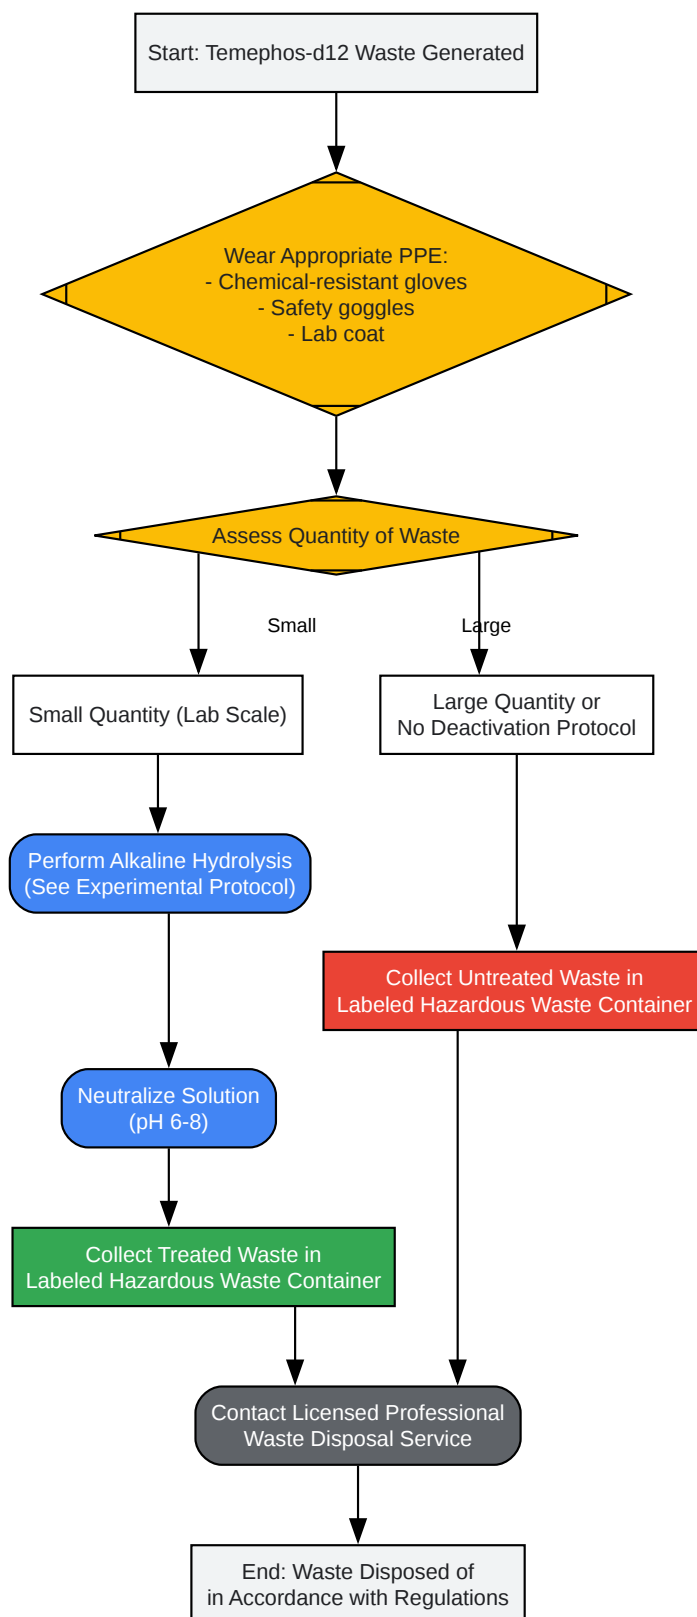 Start: Temephos-d12 Waste Generated
Wear Appropriate PPE:
- Chemical-resistant gloves
- Safety goggles
- Lab coat
Assess Quantity of Waste
Small
Large
Small Quantity (Lab Scale)
Large Quantity or
No Deactivation Protocol
Perform Alkaline Hydrolysis
(See Experimental Protocol)
Collect Untreated Waste in
Labeled Hazardous Waste Container
Neutralize Solution
(pH 6-8)
Collect Treated Waste in
Labeled Hazardous Waste Container
Contact Licensed Professional
Waste Disposal Service
End: Waste Disposed of
in Accordance with Regulations